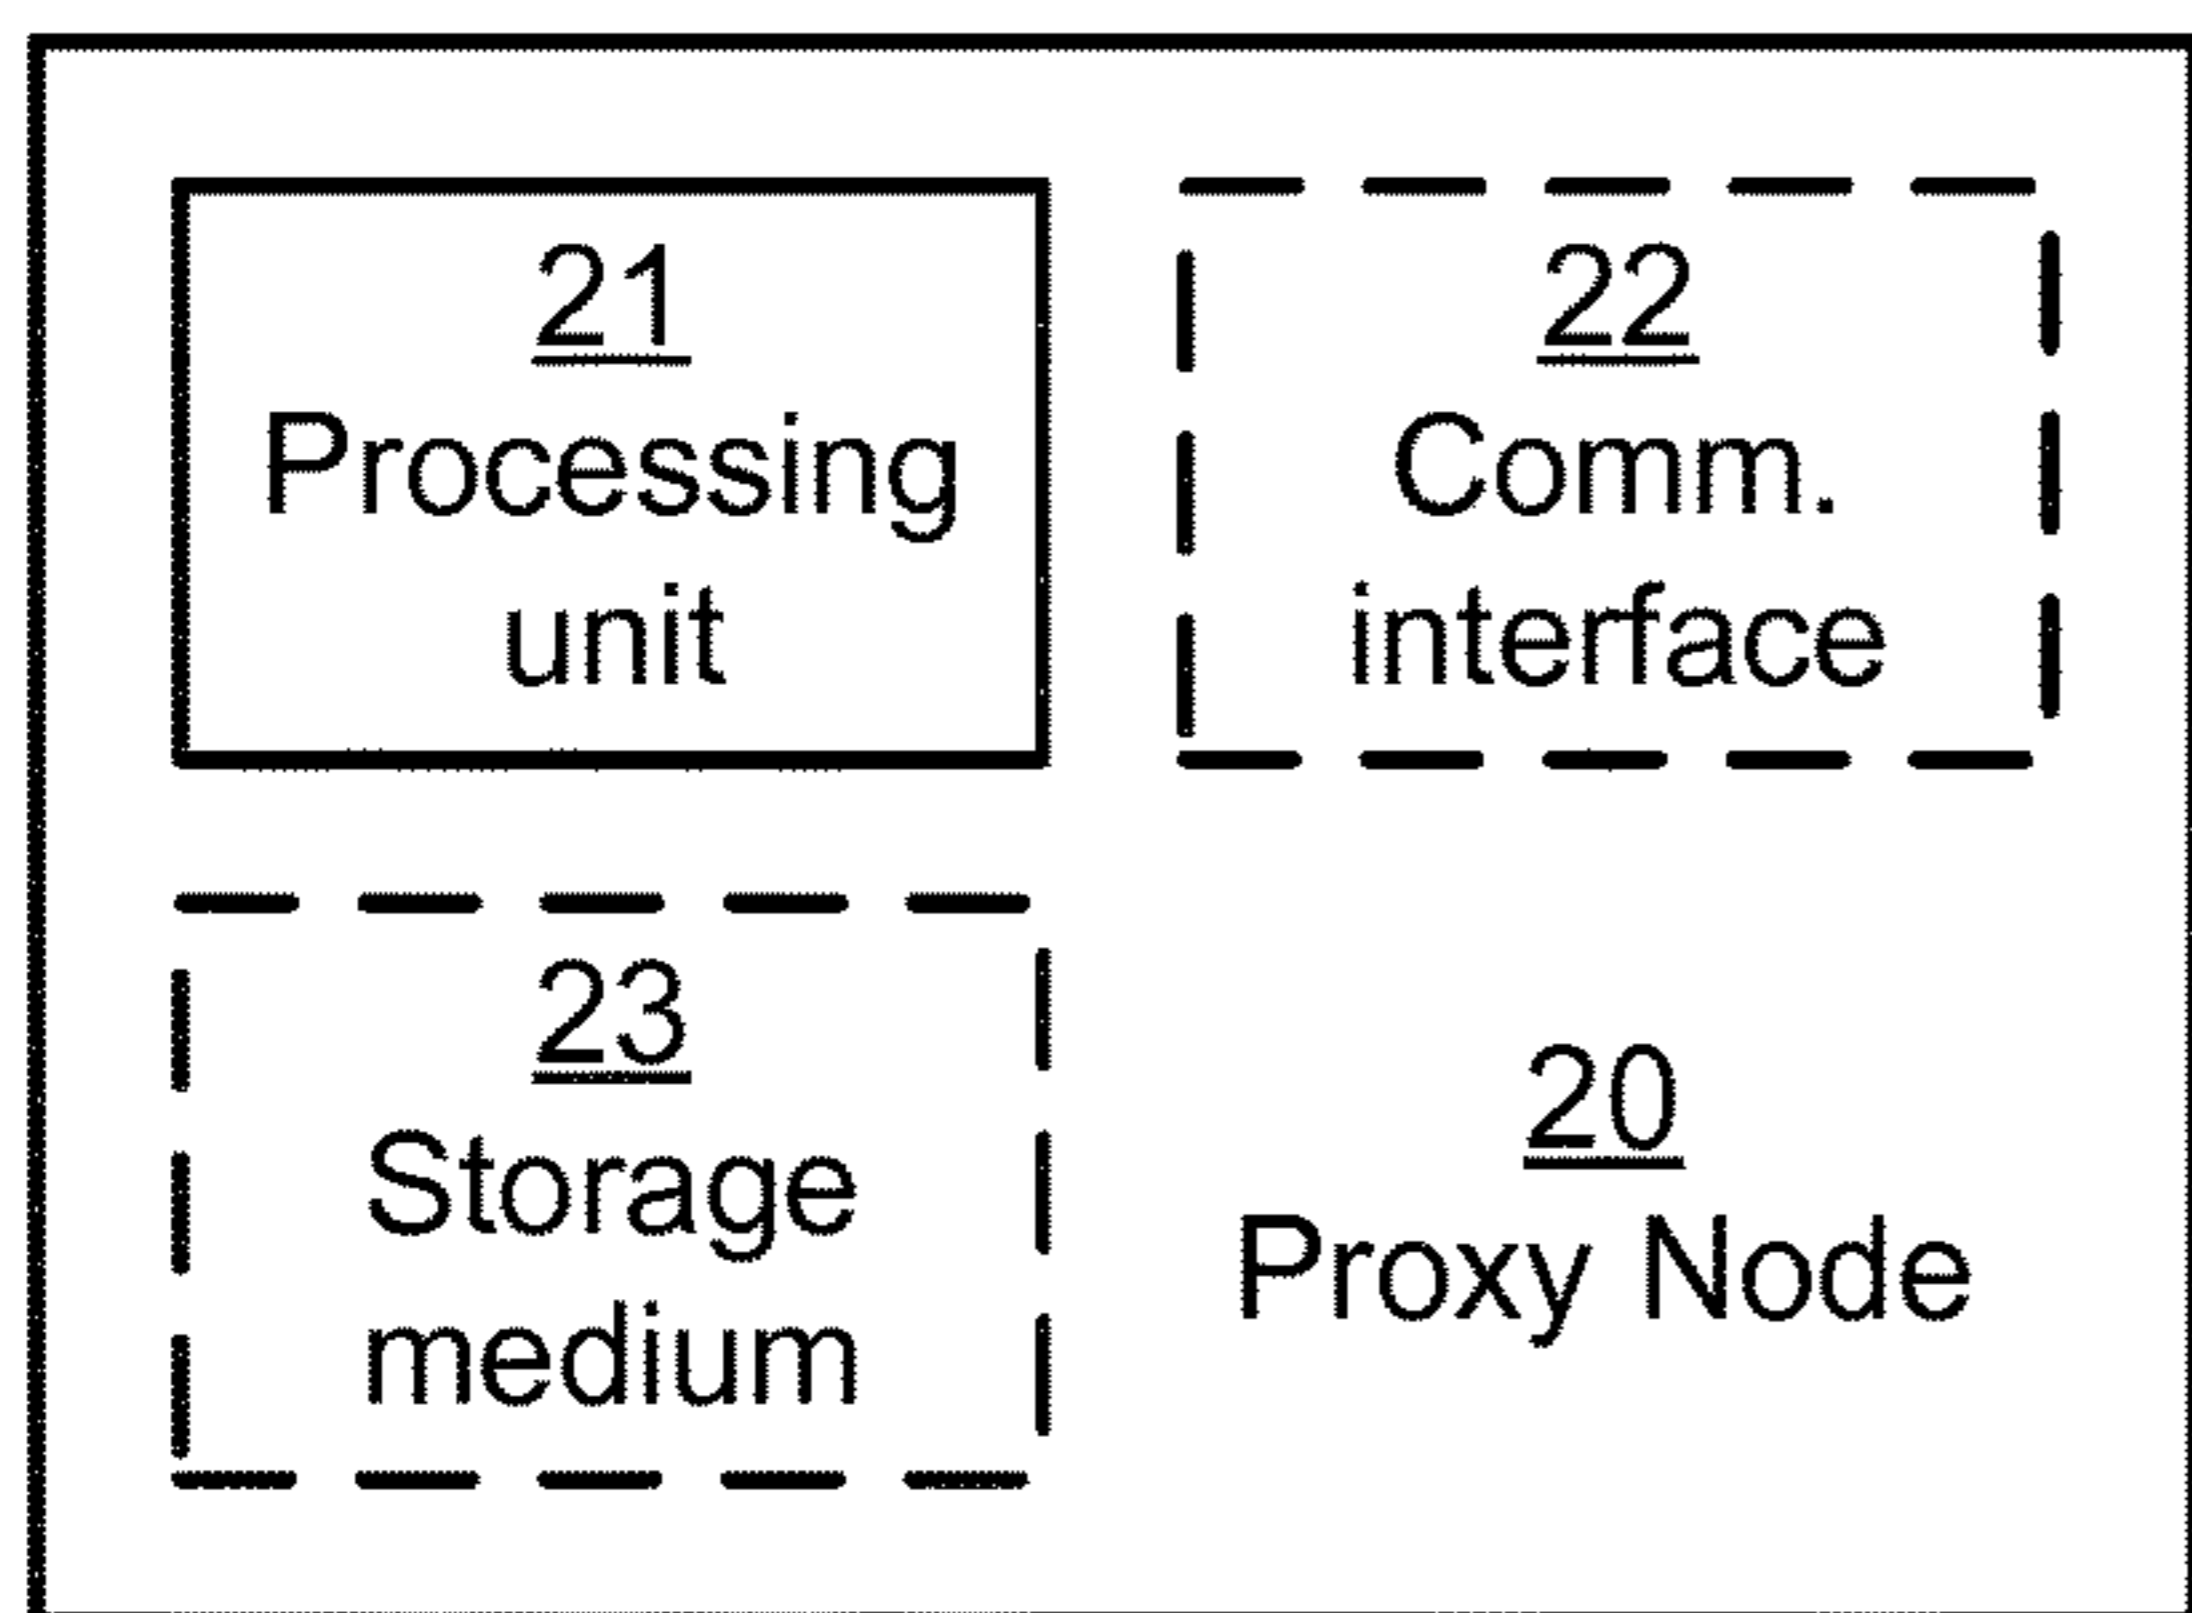 21
Processing
unit
22
Comm.
interface
23
Storage
medium
20
Proxy Node